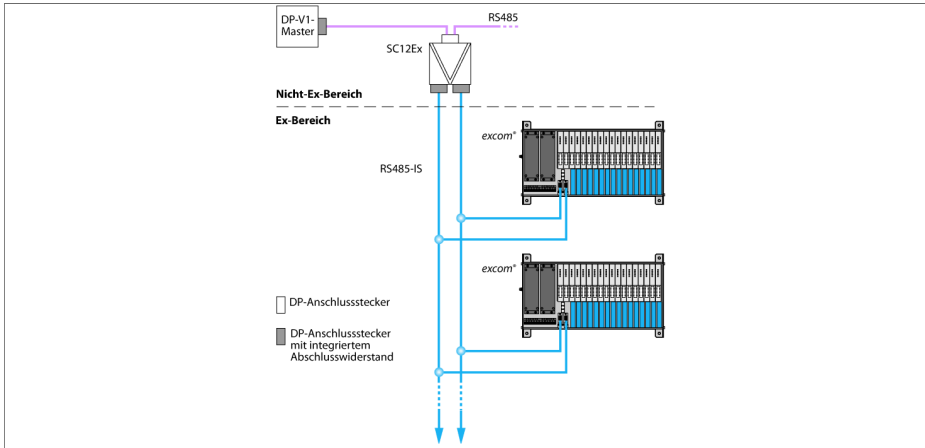 DP-V1-
Master
RS485
SC12Ex
Nicht-Ex-Bereich
Ex-Bereich
excom®
RS485-IS
excom®
DP-Anschlussstecker
DP-Anschlussstecker
mit integriertem
Abschlusswiderstand